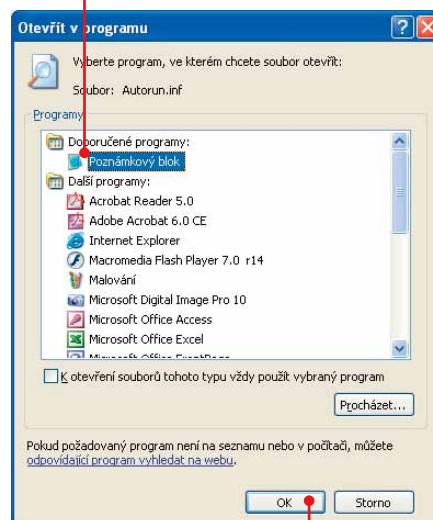 Otevřít v programu
Vyberte program, ve kterém chcete soubor otevřít:
Soubor: Autorun.inf
Programy
Doporučené programy:
Poznámkový blok
Další programy:
Acrobat Reader 5.0
Adobe Acrobat 6.0 CE
Internet Explorer
Macromedia Flash Player 7.0 r14
Malování
Microsoft Digital Image Pro 10
Microsoft Office Access
Microsoft Office Excel
Microsoft Office FrontPage
K otevření souborů tohoto typu vždy použít vybraný program
Procházet...
Pokud požadovaný program není na seznamu nebo v počítači, můžete
odpovídající program vyhledat na webu.
OK
Storno